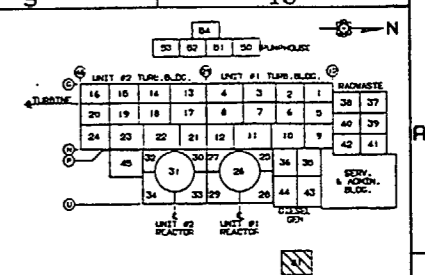 18
N
54
53 52 51 50 PUMPHOUSE
UNIT #2 TURB. BLDG. UNIT #1 TURB. BLDG.
TURBINE
16 15 14 13 4 3 2 1 RADWASTE
38 37
20 19 18 17 8 7 6 5
40 39
24 23 22 21 12 11 10 9
42 41
45 32 31 30 27 26 25 36 35
SERV. & ADMIN. BLDG.
34 33 29 28 44 43
DIESEL GEN
UNIT #2 REACTOR
UNIT #1 REACTOR
A
G
H
P
U